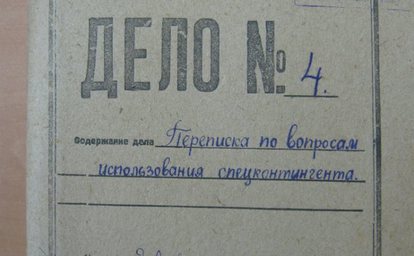 ДЕЛО № 4.
Содержание дела Переписка по вопросам
использования спецконтингента.